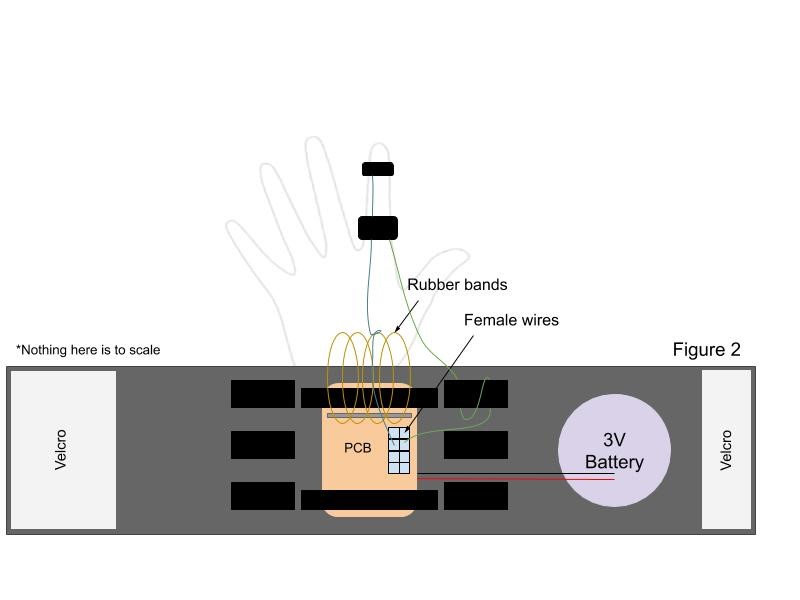 Rubber bands
Female wires
*Nothing here is to scale
Figure 2
Velcro
PCB
3V
Battery
Velcro